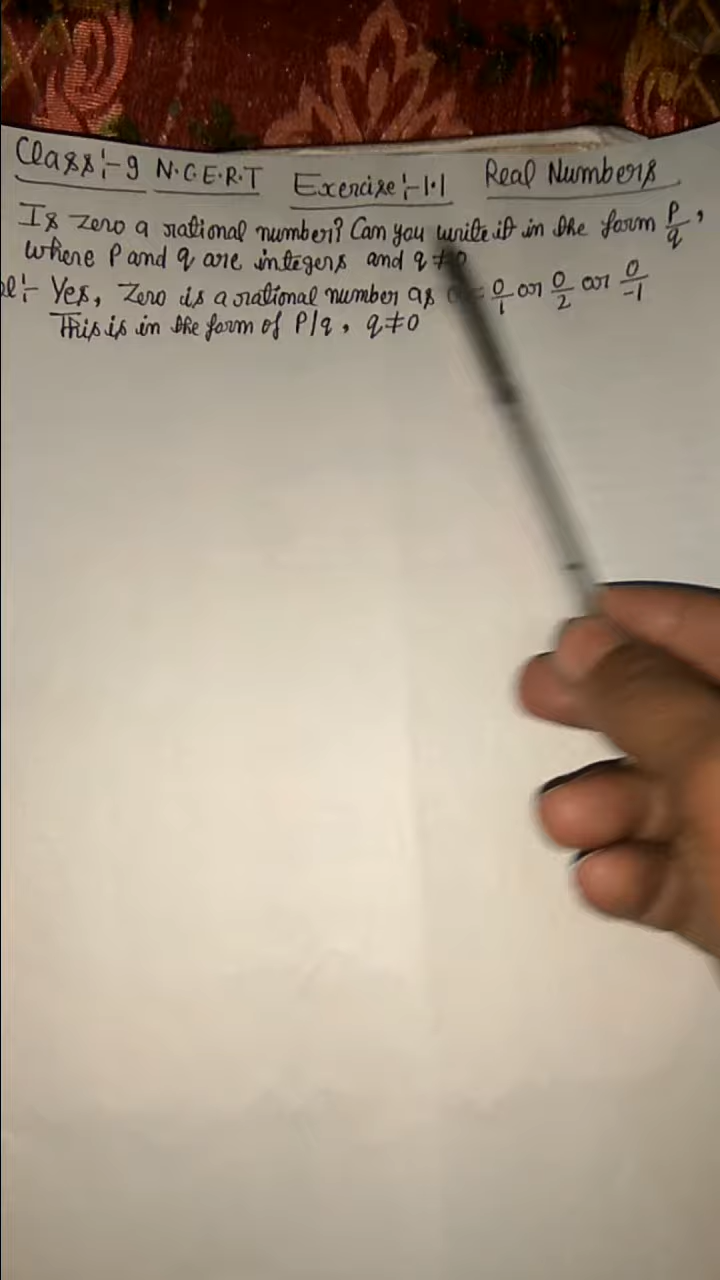 Class:- 9 N.C.E.R.T Exercise:- 1.1 Real Numbers
Is zero a rational number? Can you write it in the form P/q,
where P and q are integers and q ≠ 0
Yes, Zero is a rational number as = 0/1 or 0/2 or 0/-1
This is in the form of P/q, q ≠ 0